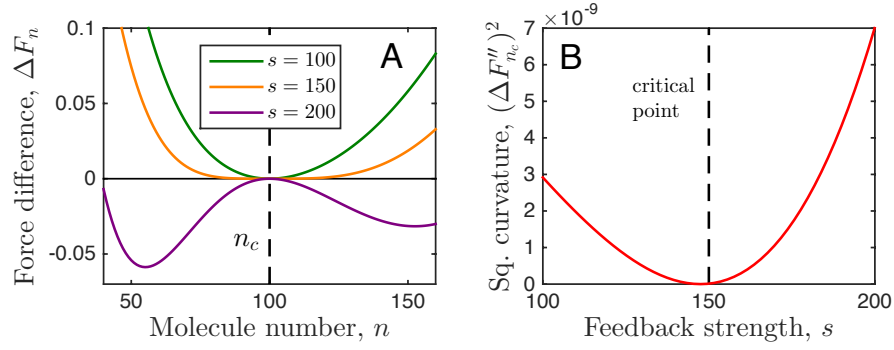 A
Force difference, ΔFₙ
0.1
0.05
0
-0.05
s = 100
s = 150
s = 200
n_c
50
100
150
Molecule number, n
B
×10⁻⁹
Sq. curvature, (ΔF''_{n_c})²
7
6
5
4
3
2
1
0
critical
point
100
150
200
Feedback strength, s